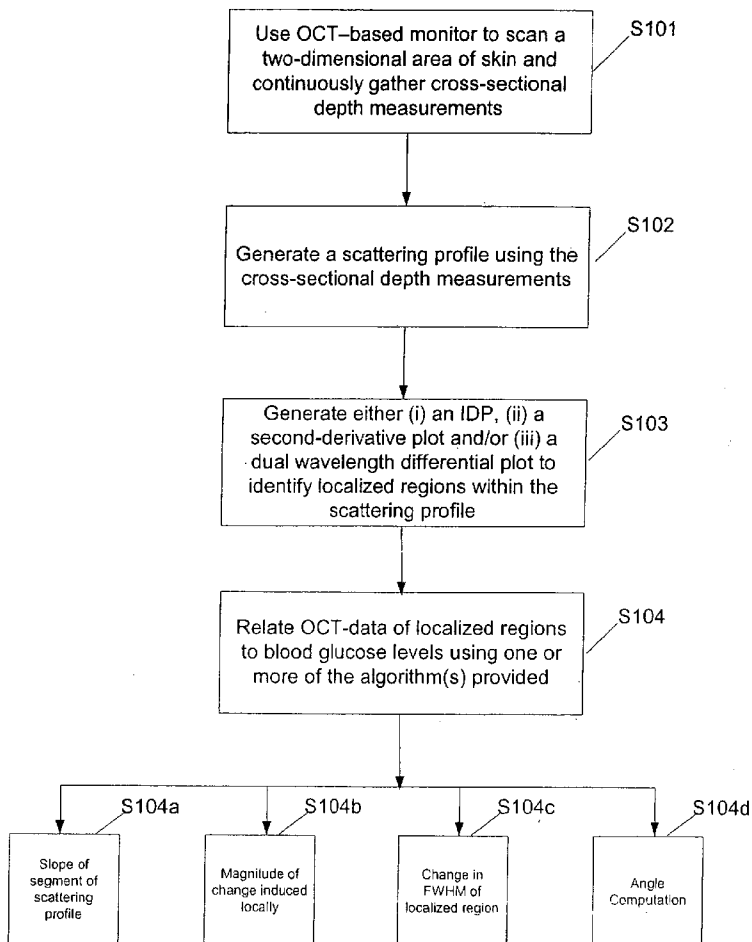 Use OCT–based monitor to scan a
two-dimensional area of skin and
continuously gather cross-sectional
depth measurements
S101
Generate a scattering profile using the
cross-sectional depth measurements
S102
Generate either (i) an IDP, (ii) a
second-derivative plot and/or (iii) a
dual wavelength differential plot to
identify localized regions within the
scattering profile
S103
Relate OCT-data of localized regions
to blood glucose levels using one or
more of the algorithm(s) provided
S104
S104a
Slope of
segment of
scattering
profile
S104b
Magnitude of
change induced
locally
S104c
Change in
FWHM of
localized region
S104d
Angle
Computation